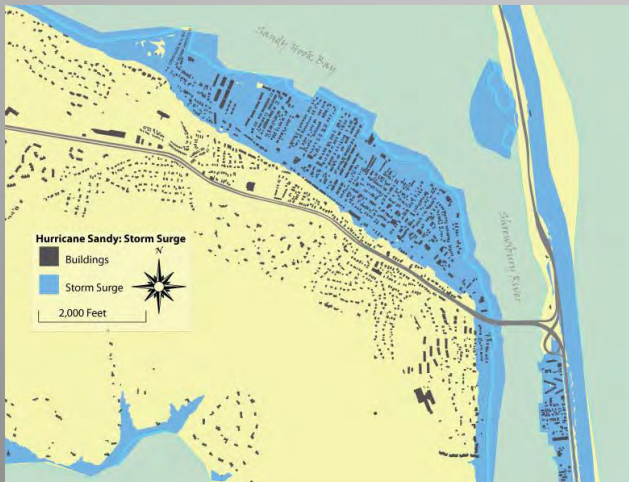 Sandy Hook Bay
Shrewsbury River
Hurricane Sandy: Storm Surge
N
Buildings
Storm Surge
2,000 Feet